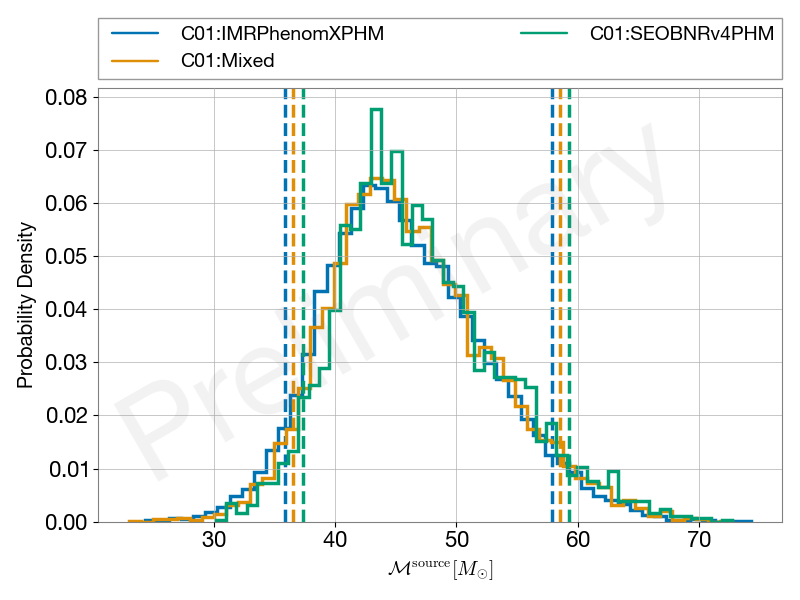 C01:IMRPhenomXPHM
C01:Mixed
C01:SEOBNRv4PHM
0.08
0.07
0.06
0.05
0.04
0.03
0.02
0.01
0.00
Probability Density
Preliminary
30 40 50 60 70
ℳ^source [M_⊙]